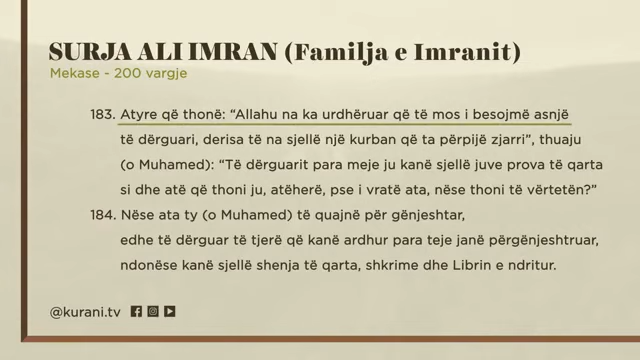 SURJA ALI IMRAN (Familja e Imranit)
Mekase - 200 vargje
183. Atyre që thonë: “Allahu na ka urdhëruar që të mos i besojmë asnjë
të dërguari, derisa të na sjellë një kurban që ta përpijë zjarri”, thuaju
(o Muhamed): “Të dërguarit para meje ju kanë sjellë juve prova të qarta
si dhe atë që thoni ju, atëherë, pse i vratë ata, nëse thoni të vërtetën?”
184. Nëse ata ty (o Muhamed) të quajnë për gënjeshtar,
edhe të dërguar të tjerë që kanë ardhur para teje janë përgënjeshtruar,
ndonëse kanë sjellë shenja të qarta, shkrime dhe Librin e ndritur.
@kurani.tv